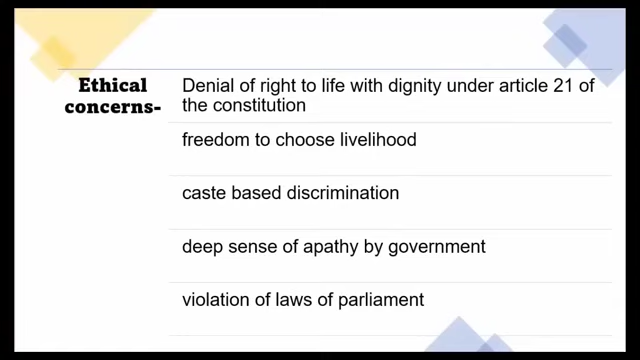 Ethical
concerns-
Denial of right to life with dignity under article 21 of
the constitution
freedom to choose livelihood
caste based discrimination
deep sense of apathy by government
violation of laws of parliament